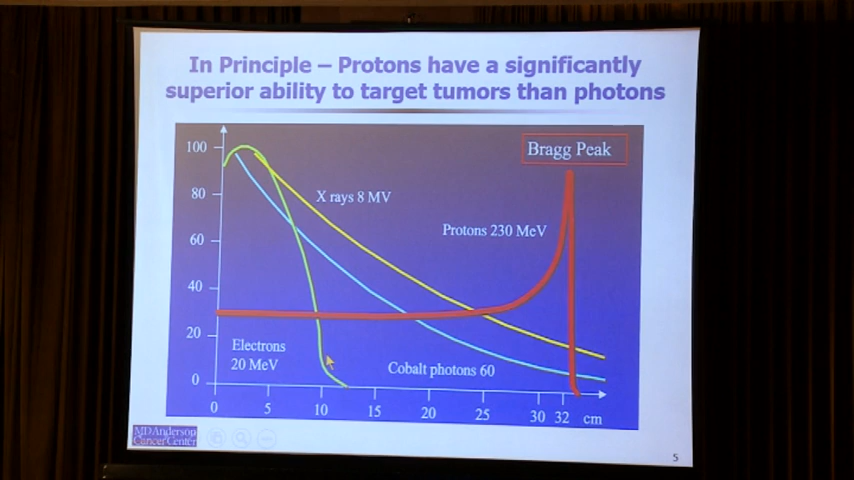 In Principle – Protons have a significantly
superior ability to target tumors than photons
Bragg Peak
100
X rays 8 MV
80
Protons 230 MeV
60
40
20
Electrons
20 MeV
Cobalt photons 60
0
0 5 10 15 20 25 30 32 cm
MD Anderson
Cancer Center
5